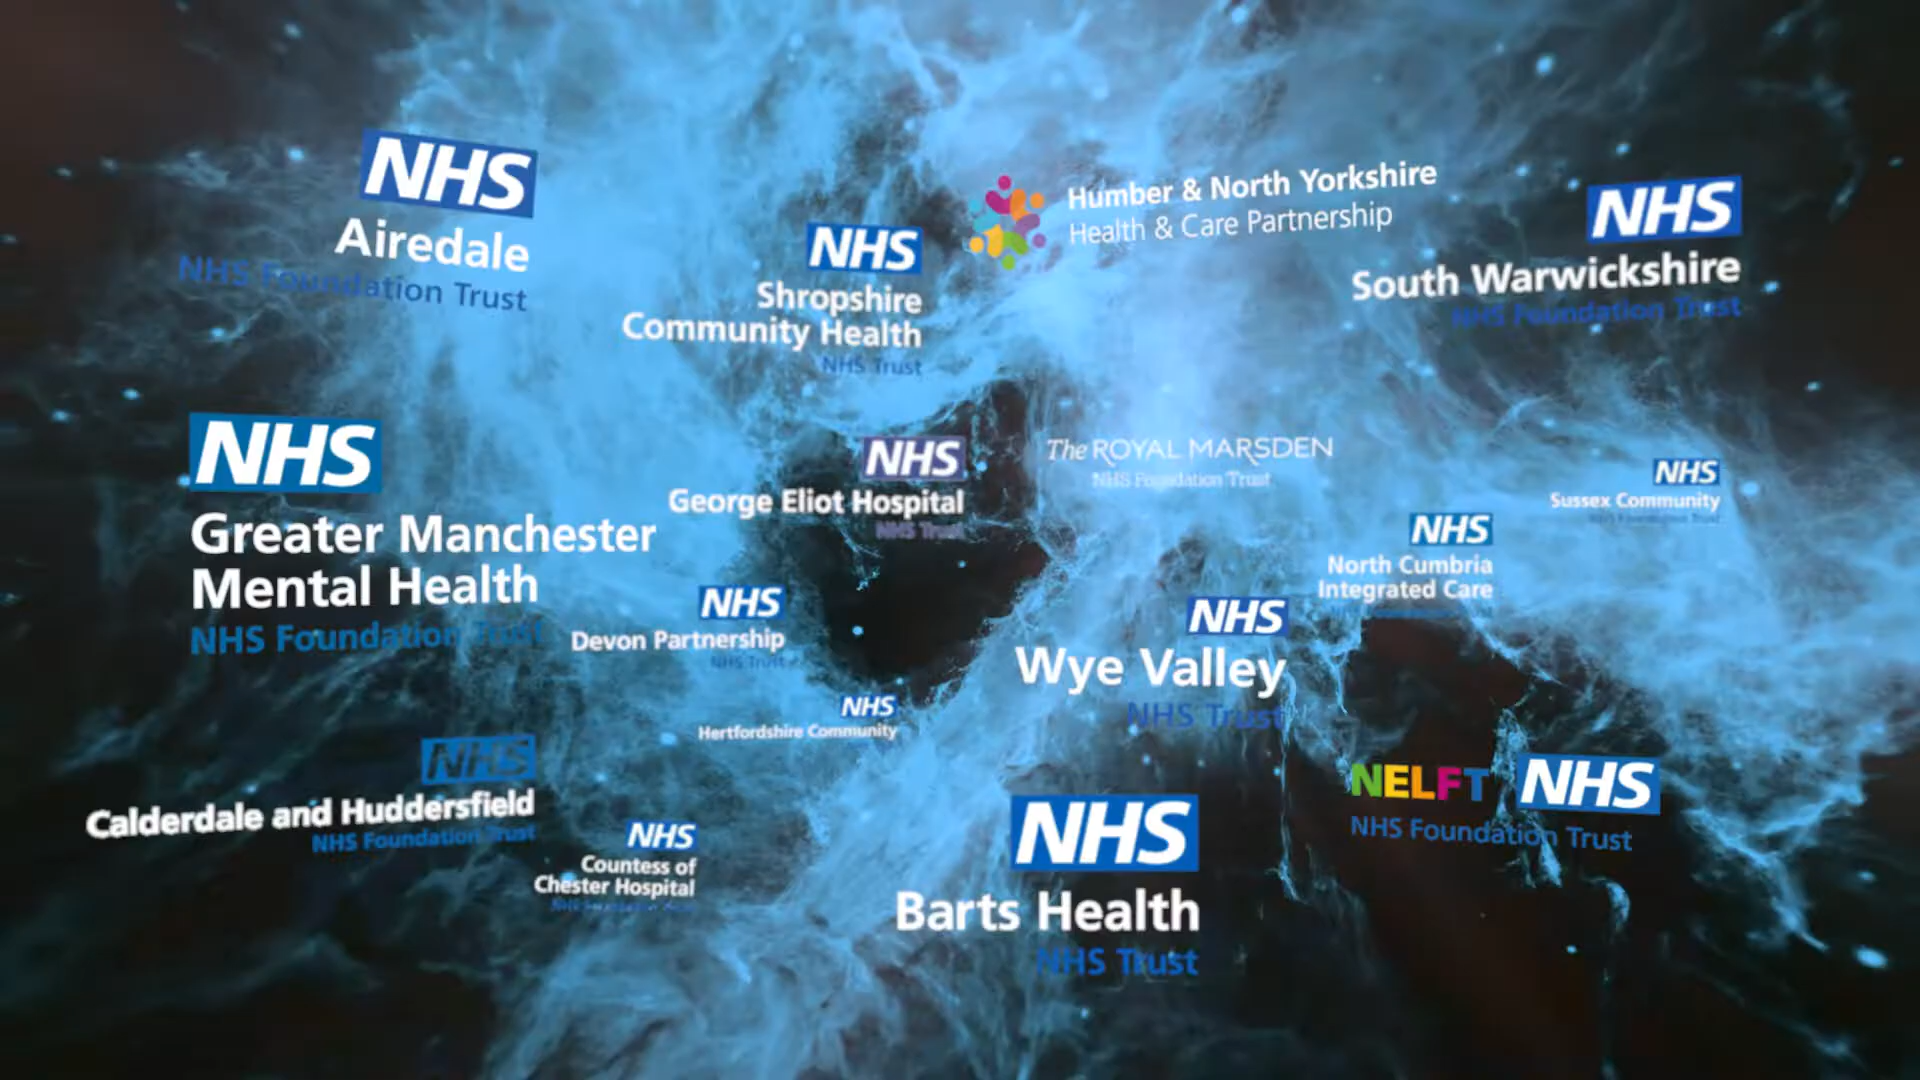 NHS
Airedale
NHS Foundation Trust
NHS
Shropshire
Community Health
NHS Trust
Humber & North Yorkshire
Health & Care Partnership
NHS
South Warwickshire
NHS Foundation Trust
NHS
Greater Manchester
Mental Health
NHS Foundation Trust
NHS
George Eliot Hospital
NHS Trust
The ROYAL MARSDEN
NHS Foundation Trust
NHS
Sussex Community
NHS Foundation Trust
NHS
North Cumbria
Integrated Care
NHS
Devon Partnership
NHS Trust
NHS
Wye Valley
NHS Trust
NHS
Hertfordshire Community
NHS
Calderdale and Huddersfield
NHS Foundation Trust
NHS
Countess of
Chester Hospital
NHS
Barts Health
NHS Trust
NELFT NHS
NHS Foundation Trust